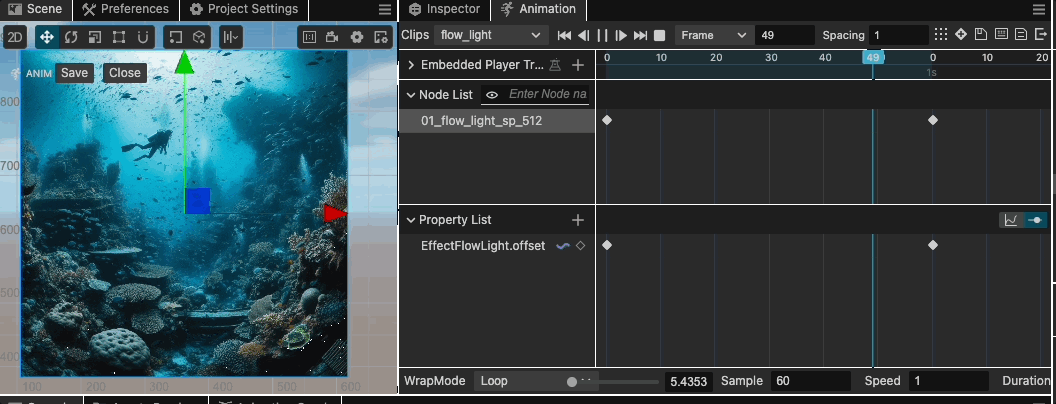 Scene Preferences Project Settings Inspector Animation
2D
Clips flow_light Frame 49 Spacing 1
ANIM Save Close
Embedded Player Tr... 0 10 20 30 40 49 0 10 20
1s
Node List Enter Node na
01_flow_light_sp_512
Property List
EffectFlowLight.offset
800
700
600
500
400
100 200 300 400 500 600
WrapMode Loop 5.4353 Sample 60 Speed 1 Duration